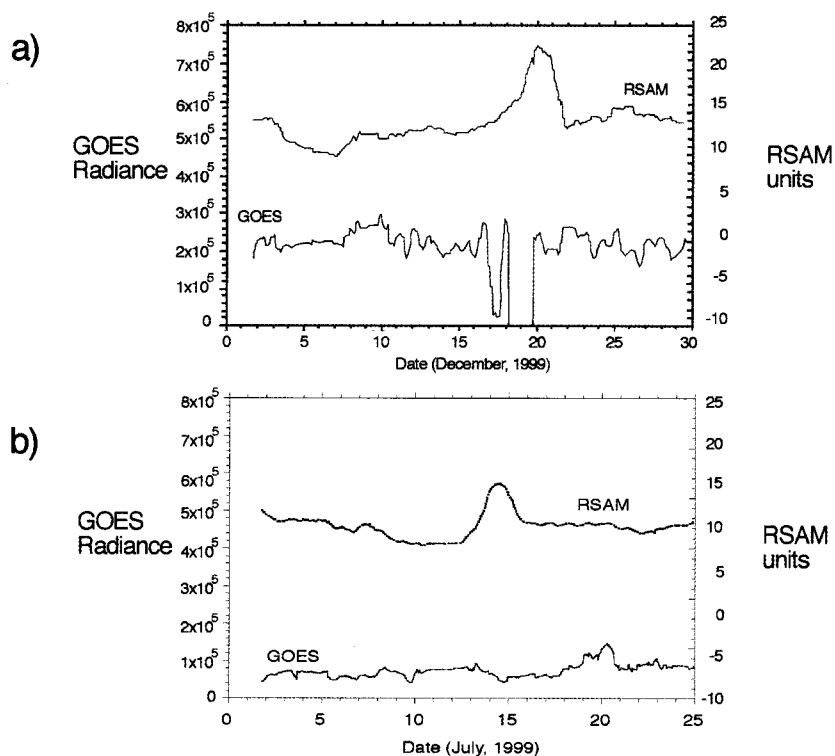 a)
GOES
Radiance
8x10^5
7x10^5
6x10^5
5x10^5
4x10^5
3x10^5
2x10^5
1x10^5
0
RSAM
GOES
25
20
15
10
5
0
-5
-10
RSAM
units
0 5 10 15 20 25 30
Date (December, 1999)
b)
GOES
Radiance
8x10^5
7x10^5
6x10^5
5x10^5
4x10^5
3x10^5
2x10^5
1x10^5
0
RSAM
GOES
25
20
15
10
5
0
-5
-10
RSAM
units
0 5 10 15 20 25
Date (July, 1999)